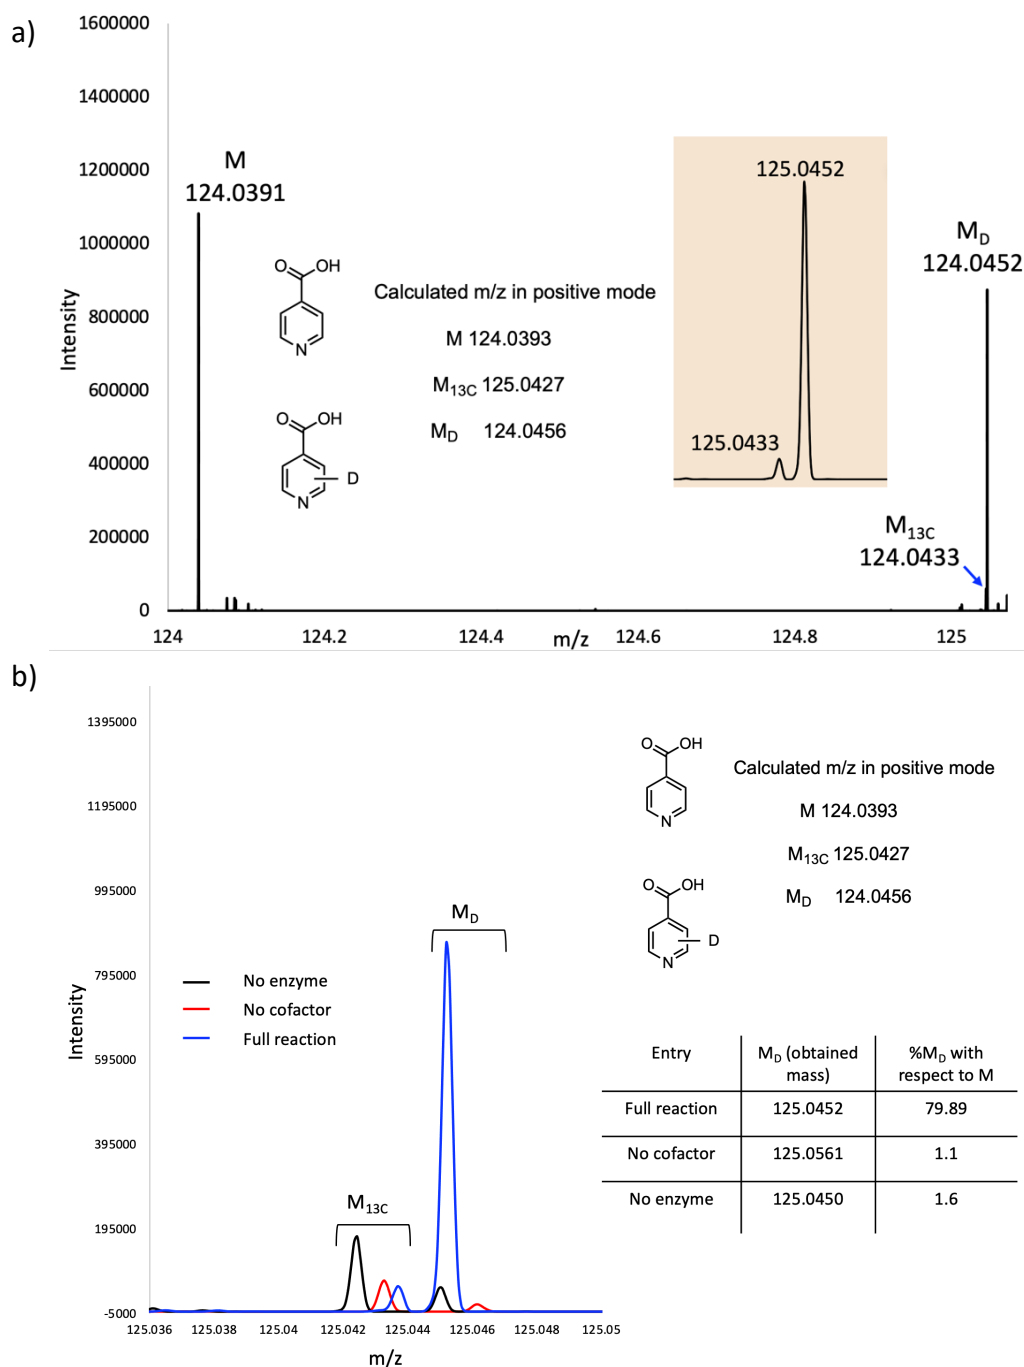 a)
1600000
1400000
1200000
1000000
800000
600000
400000
200000
0
Intensity
124
124.2
124.4
124.6
124.8
125
m/z
M
124.0391
O
OH
N
O
OH
D
N
Calculated m/z in positive mode
M 124.0393
M13C 125.0427
MD 124.0456
125.0452
125.0433
MD
124.0452
M13C
124.0433
b)
1395000
1195000
995000
795000
595000
395000
195000
-5000
Intensity
125.036
125.038
125.04
125.042
125.044
125.046
125.048
125.05
m/z
No enzyme
No cofactor
Full reaction
M13C
MD
O
OH
N
O
OH
D
N
Calculated m/z in positive mode
M 124.0393
M13C 125.0427
MD 124.0456
Entry MD (obtained mass) %MD with respect to M
Full reaction 125.0452 79.89
No cofactor 125.0561 1.1
No enzyme 125.0450 1.6